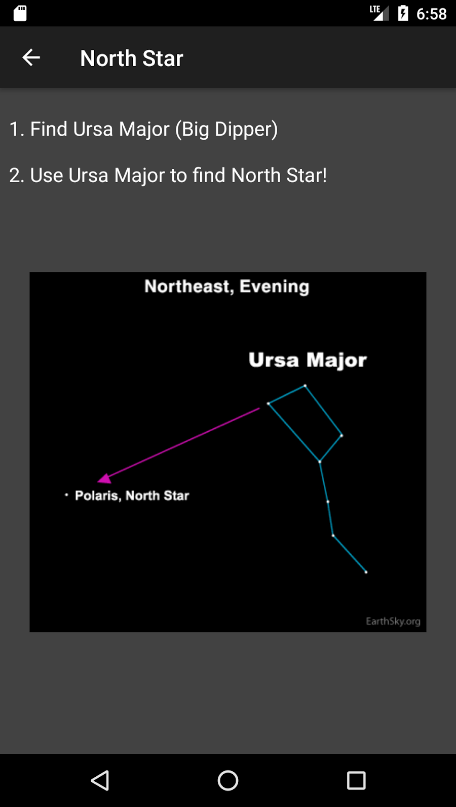 LTE 6:58
North Star
1. Find Ursa Major (Big Dipper)
2. Use Ursa Major to find North Star!
Northeast, Evening
Ursa Major
Polaris, North Star
EarthSky.org